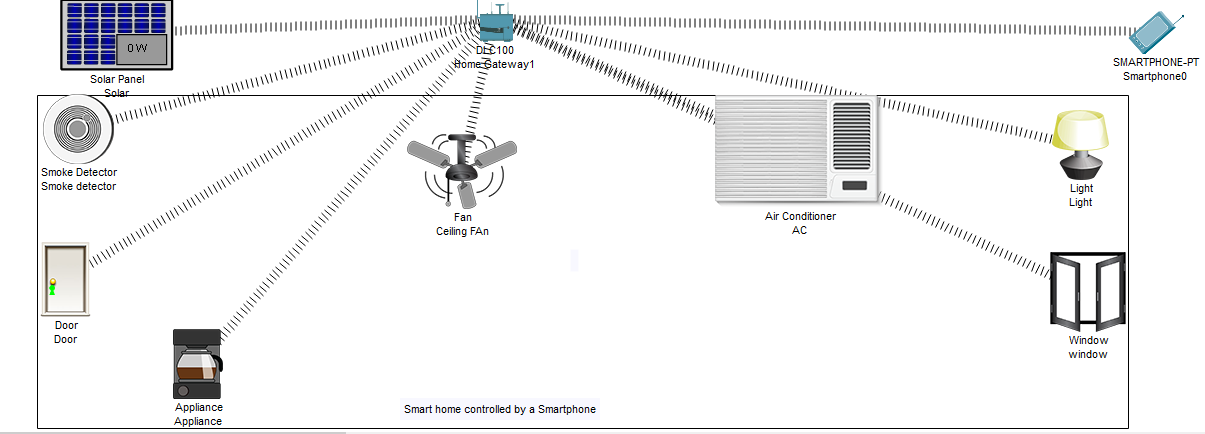 0 W
Solar Panel
Solar
DLC100
Home Gateway1
SMARTPHONE-PT
Smartphone0
Smoke Detector
Smoke detector
Fan
Ceiling FAn
Air Conditioner
AC
Light
Light
Door
Door
Window
window
Appliance
Appliance
Smart home controlled by a Smartphone